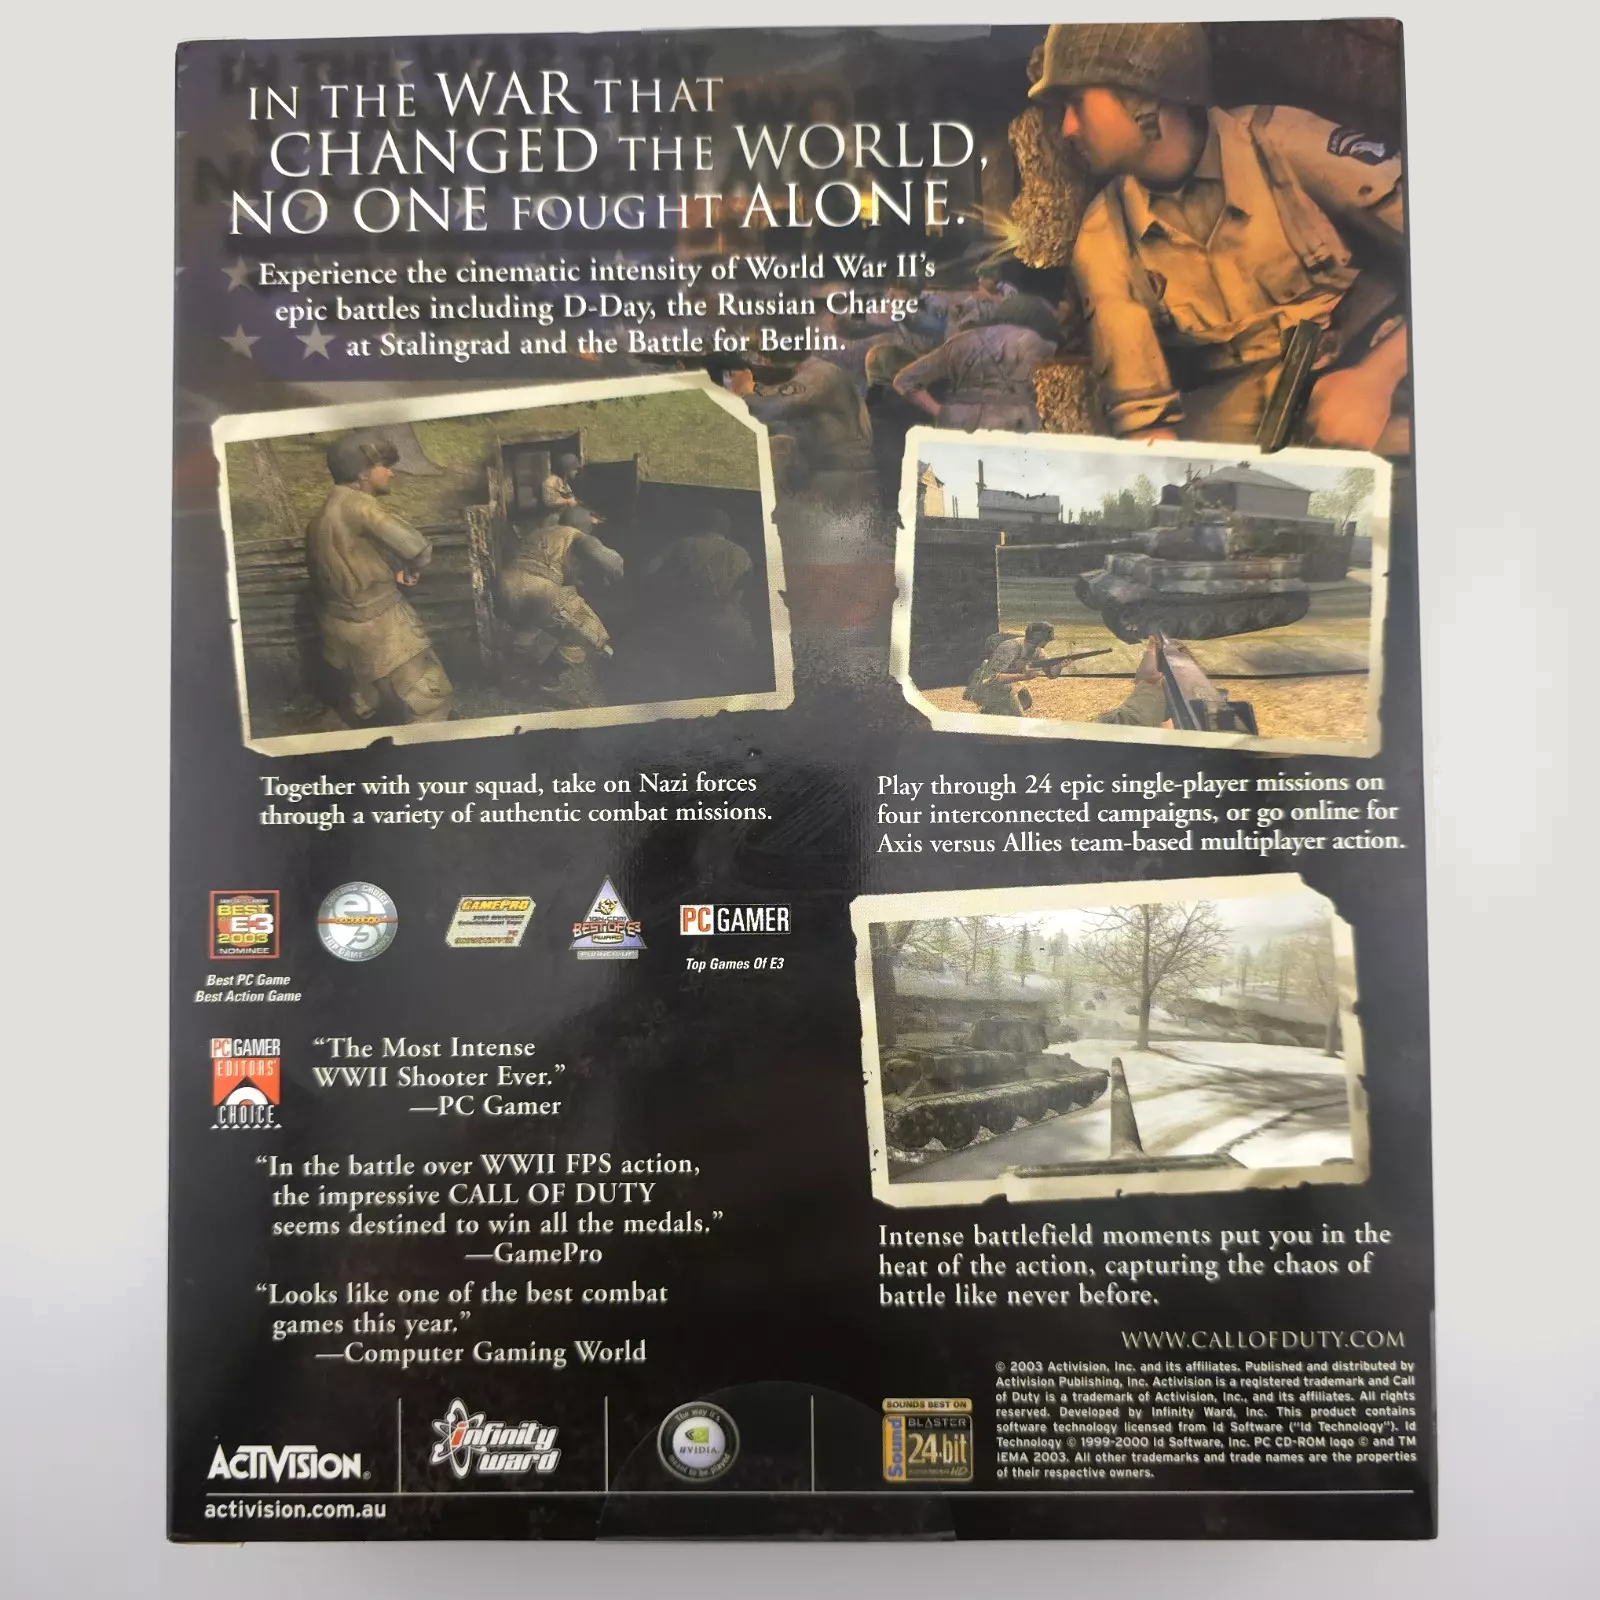 IN THE WAR THAT
CHANGED THE WORLD,
NO ONE FOUGHT ALONE.
Experience the cinematic intensity of World War II's
epic battles including D-Day, the Russian Charge
at Stalingrad and the Battle for Berlin.
Together with your squad, take on Nazi forces
through a variety of authentic combat missions.
Play through 24 epic single-player missions on
four interconnected campaigns, or go online for
Axis versus Allies team-based multiplayer action.
BEST
OF E3
2003
NOMINEE
Best PC Game
Best Action Game
GAMEPRO
IGN.COM
BEST OF E3
AWARD
RUNNER-UP
PC GAMER
Top Games Of E3
PC GAMER
EDITORS'
CHOICE
“The Most Intense
WWII Shooter Ever.”
—PC Gamer
“In the battle over WWII FPS action,
the impressive CALL OF DUTY
seems destined to win all the medals.”
—GamePro
“Looks like one of the best combat
games this year.”
—Computer Gaming World
Intense battlefield moments put you in the
heat of the action, capturing the chaos of
battle like never before.
WWW.CALLOFDUTY.COM
© 2003 Activision, Inc. and its affiliates. Published and distributed by
Activision Publishing, Inc. Activision is a registered trademark and Call
of Duty is a trademark of Activision, Inc., and its affiliates. All rights
reserved. Developed by Infinity Ward, Inc. This product contains
software technology licensed from id Software ("Id Technology"). Id
Technology © 1999-2000 Id Software, Inc. PC CD-ROM logo © and TM
IEMA 2003. All other trademarks and trade names are the properties
of their respective owners.
ACTIVISION®
infinity
ward
The way it's
NVIDIA
meant to be played
SOUNDS BEST ON
Sound
BLASTER
24-bit
HD
activision.com.au